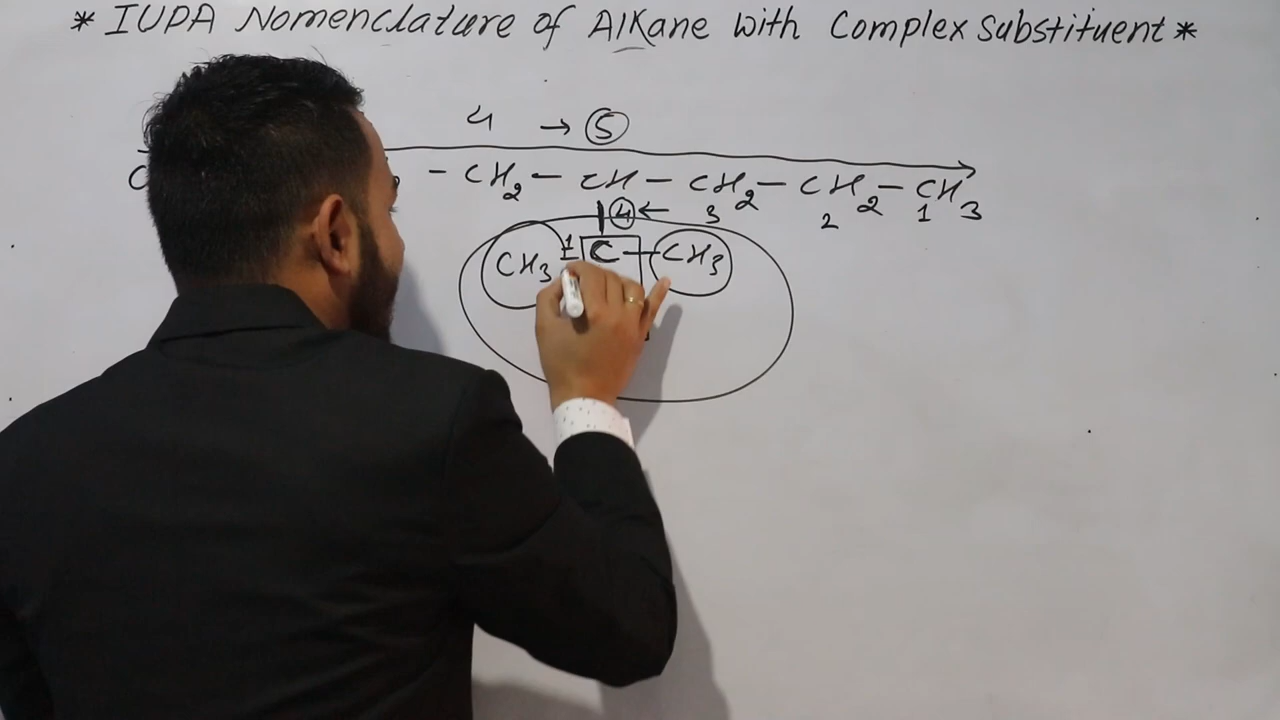 * IUPA Nomenclature of Alkane with Complex Substituent *
4 → ⑤
C - CH2 - CH - CH2 - CH2 - CH3
④ ← 3 2 1
CH3 1 C - CH3